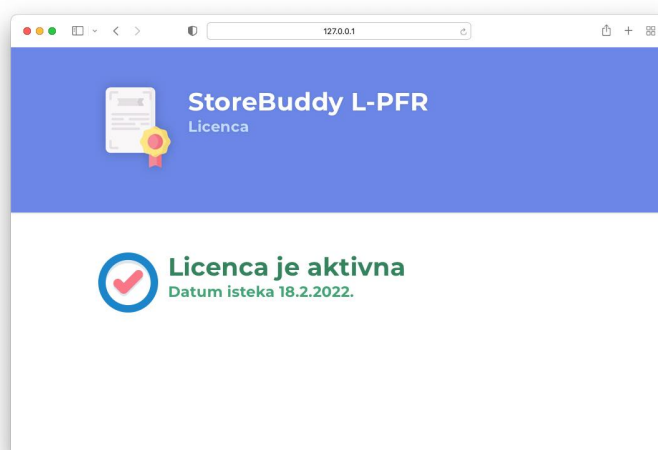 127.0.0.1
StoreBuddy L-PFR
Licenca
Licenca je aktivna
Datum isteka 18.2.2022.